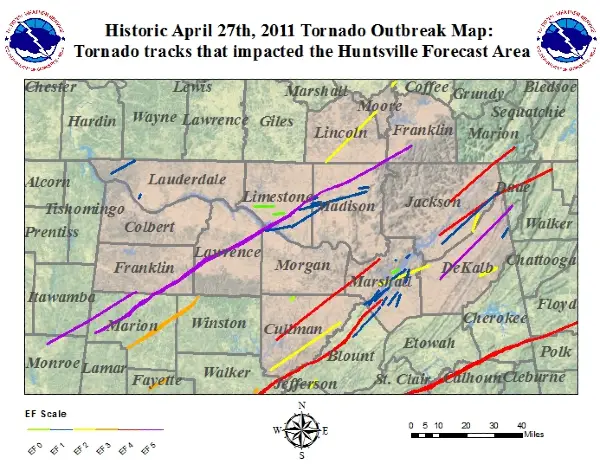 Historic April 27th, 2011 Tornado Outbreak Map:
Tornado tracks that impacted the Huntsville Forecast Area
Chester
Hardin
Wayne
Lewis
Lawrence
Giles
Marshall
Moore
Lincoln
Coffee
Franklin
Grundy
Sequatchie
Marion
Bledsoe
Alcorn
Tishomingo
Prentiss
Lauderdale
Limestone
Madison
Jackson
Dade
Walker
Colbert
Lawrence
Franklin
Morgan
Marshall
DeKalb
Chattooga
Itawamba
Marion
Winston
Cullman
Cherokee
Floyd
Monroe
Lamar
Fayette
Walker
Blount
Etowah
Polk
Jefferson
St. Clair
Calhoun
Cleburne
EF Scale
EF 0 EF 1 EF 2 EF 3 EF 4 EF 5
N
W E
S
0 5 10 20 30 40
Miles